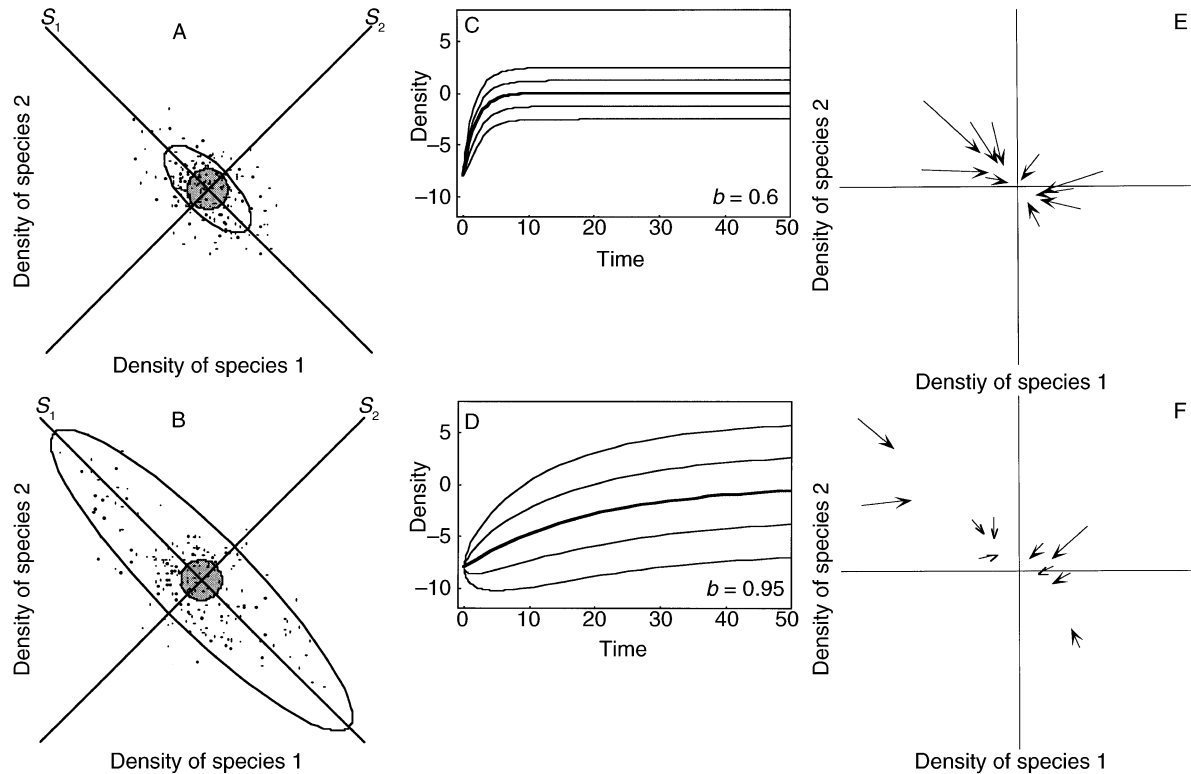 S1
A
S2
Density of species 2
Density of species 1
C
5
0
−5
−10
Density
b = 0.6
0 10 20 30 40 50
Time
E
Density of species 2
Denstiy of species 1
S1
B
S2
Density of species 2
Density of species 1
D
5
0
−5
−10
Density
b = 0.95
0 10 20 30 40 50
Time
F
Density of species 2
Density of species 1